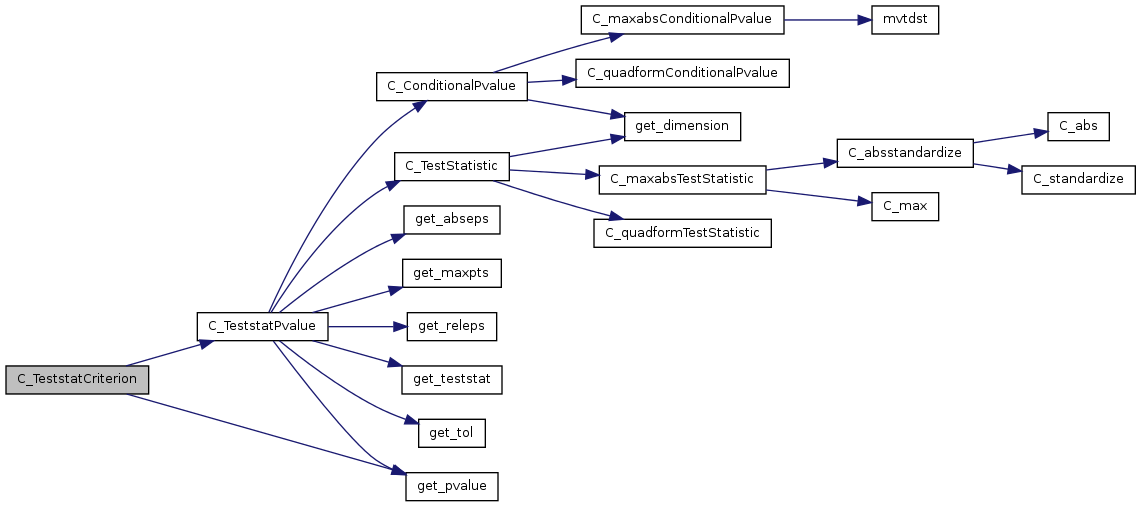 C_maxabsConditionalPvalue
mvtdst
C_quadformConditionalPvalue
C_ConditionalPvalue
get_dimension
C_abs
C_absstandardize
C_TestStatistic
C_maxabsTestStatistic
C_standardize
C_max
get_abseps
C_quadformTestStatistic
get_maxpts
C_TeststatPvalue
get_releps
C_TeststatCriterion
get_teststat
get_tol
get_pvalue